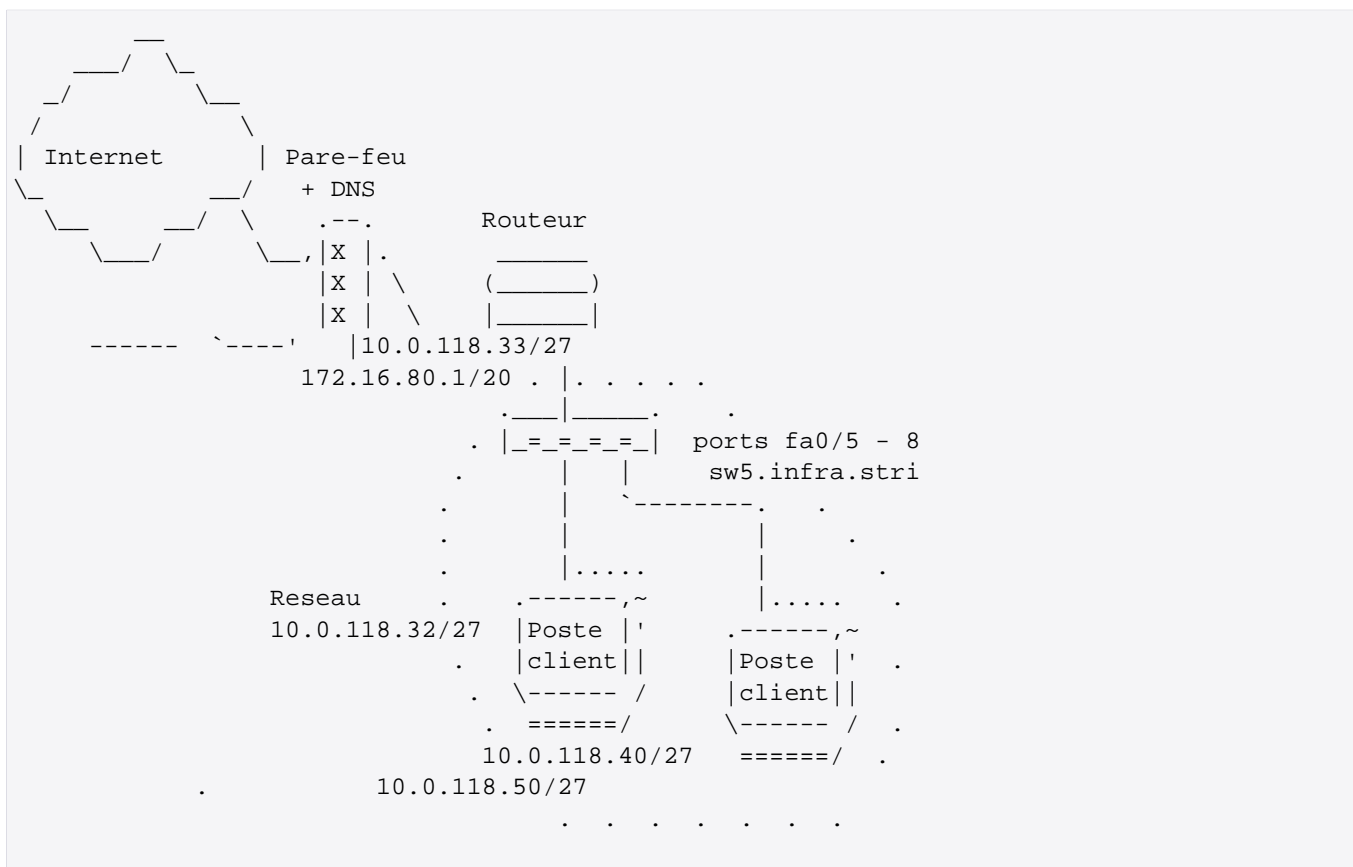 Internet
Pare-feu
+ DNS
Routeur
X
X
X
10.0.118.33/27
172.16.80.1/20
ports fa0/5 - 8
sw5.infra.stri
Reseau
10.0.118.32/27
Poste
client
Poste
client
10.0.118.40/27
10.0.118.50/27